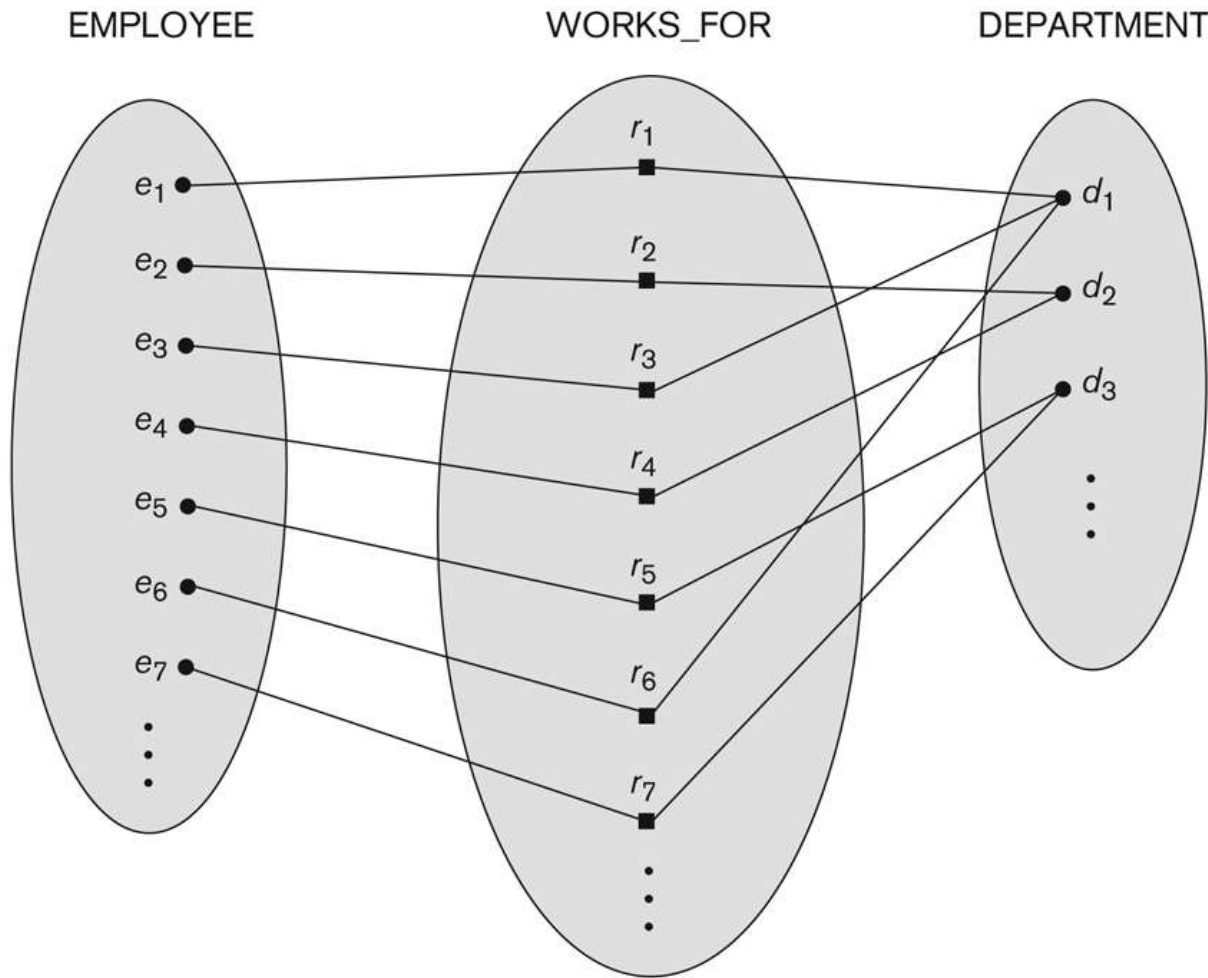 EMPLOYEE WORKS_FOR DEPARTMENT
r₁
e₁ d₁
r₂
e₂ d₂
e₃ r₃
d₃
e₄ r₄
e₅
r₅
e₆
r₆
e₇
r₇